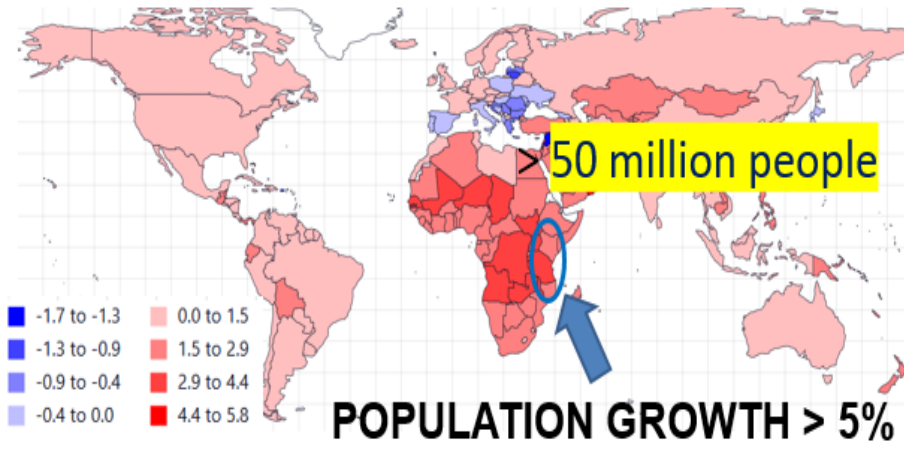 > 50 million people
-1.7 to -1.3
0.0 to 1.5
-1.3 to -0.9
1.5 to 2.9
-0.9 to -0.4
2.9 to 4.4
-0.4 to 0.0
4.4 to 5.8
POPULATION GROWTH > 5%